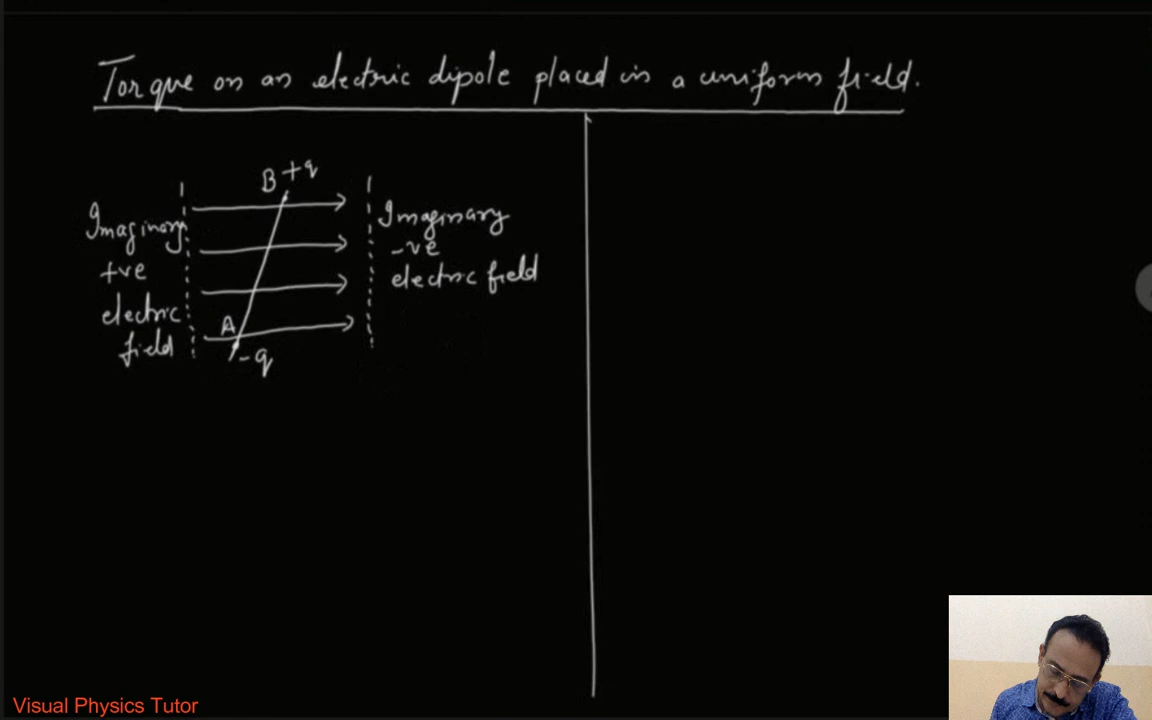 Torque on an electric dipole placed in a uniform field.
B +q
Imaginary
+ve
electric
field
Imaginary
-ve
electric field
A
-q
Visual Physics Tutor